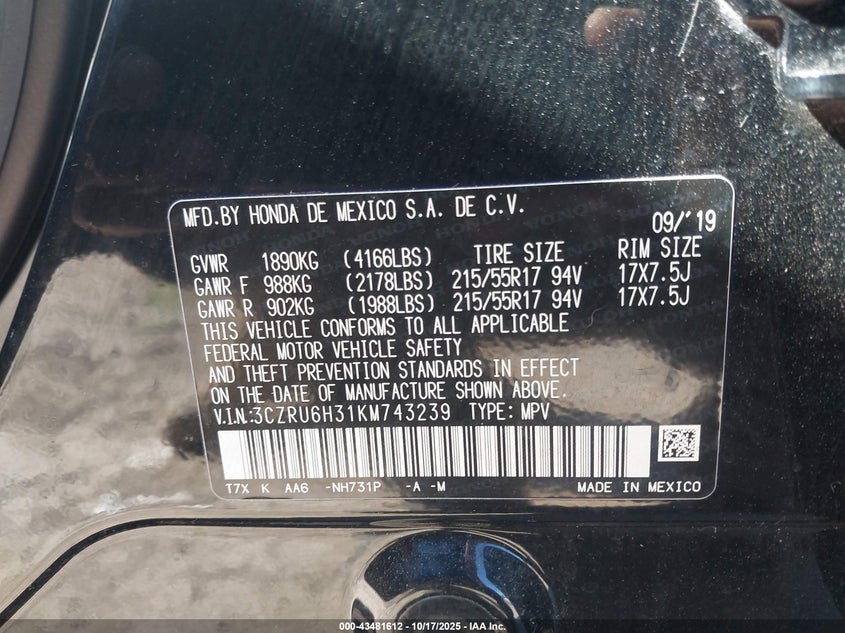 MFD.BY HONDA DE MEXICO S.A. DE C.V. 09/'19
GVWR 1890KG (4166LBS) TIRE SIZE RIM SIZE
GAWR F 988KG (2178LBS) 215/55R17 94V 17X7.5J
GAWR R 902KG (1988LBS) 215/55R17 94V 17X7.5J
THIS VEHICLE CONFORMS TO ALL APPLICABLE
FEDERAL MOTOR VEHICLE SAFETY
AND THEFT PREVENTION STANDARDS IN EFFECT
ON THE DATE OF MANUFACTURE SHOWN ABOVE.
V.I.N:3CZRU6H31KM743239 TYPE: MPV
T7X K AA6 -NH731P -A -M MADE IN MEXICO
000-43481612 - 10/17/2025 - IAA Inc.